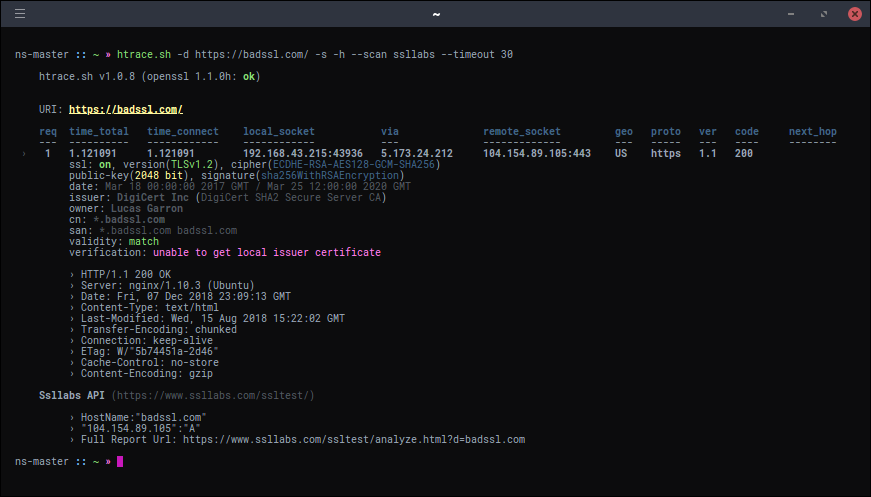 ~
ns-master :: ~ » htrace.sh -d https://badssl.com/ -s -h --scan ssllabs --timeout 30
htrace.sh v1.0.8 (openssl 1.1.0h: ok)
URI: https://badssl.com/
req time_total time_connect local_socket via remote_socket geo proto ver code next_hop
--- ---------- ------------ ------------ --- ------------- --- ----- --- ---- --------
› 1 1.121091 1.121091 192.168.43.215:43936 5.173.24.212 104.154.89.105:443 US https 1.1 200
ssl: on, version(TLSv1.2), cipher(ECDHE-RSA-AES128-GCM-SHA256)
public-key(2048 bit), signature(sha256WithRSAEncryption)
date: Mar 18 00:00:00 2017 GMT / Mar 25 12:00:00 2020 GMT
issuer: DigiCert Inc (DigiCert SHA2 Secure Server CA)
owner: Lucas Garron
cn: *.badssl.com
san: *.badssl.com badssl.com
validity: match
verification: unable to get local issuer certificate
› HTTP/1.1 200 OK
› Server: nginx/1.10.3 (Ubuntu)
› Date: Fri, 07 Dec 2018 23:09:13 GMT
› Content-Type: text/html
› Last-Modified: Wed, 15 Aug 2018 15:22:02 GMT
› Transfer-Encoding: chunked
› Connection: keep-alive
› ETag: W/"5b74451a-2d46"
› Cache-Control: no-store
› Content-Encoding: gzip
Ssllabs API (https://www.ssllabs.com/ssltest/)
› HostName:"badssl.com"
› "104.154.89.105":"A"
› Full Report Url: https://www.ssllabs.com/ssltest/analyze.html?d=badssl.com
ns-master :: ~ »